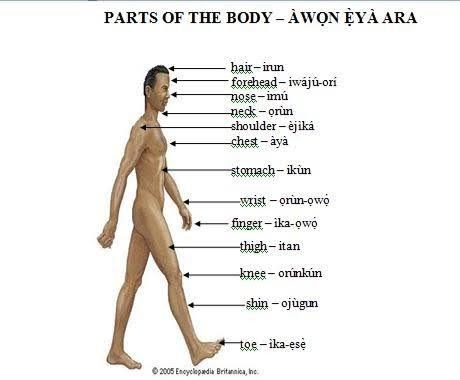 PARTS OF THE BODY – ÀWỌN Ẹ̀YÀ ARA
hair – irun
forehead – iwájú-orí
nose – imú
neck – ọrùn
shoulder – èjìká
chest – àyà
stomach – ikùn
wrist – ọrùn-ọwọ́
finger – ika-ọwọ́
thigh – itan
knee – orúnkún
shin – ojùgun
toe – ika-ẹsẹ̀
© 2005 Encyclopædia Britannica, Inc.